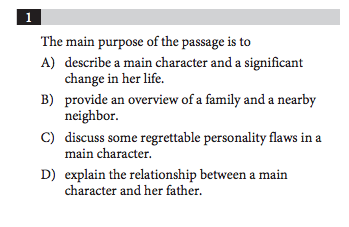 1
The main purpose of the passage is to
A) describe a main character and a significant
change in her life.
B) provide an overview of a family and a nearby
neighbor.
C) discuss some regrettable personality flaws in a
main character.
D) explain the relationship between a main
character and her father.